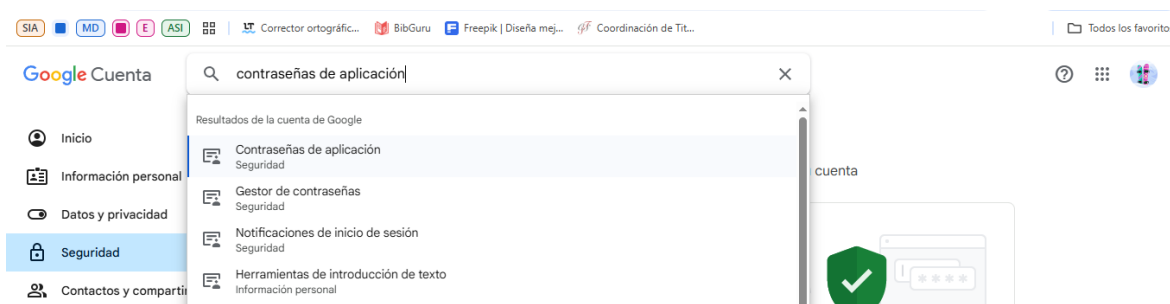 SIA MD E ASI Corrector ortográfic... BibGuru Freepik | Diseña mej... Coordinación de Tit... Todos los favorito
Google Cuenta
contraseñas de aplicación
Resultados de la cuenta de Google
Inicio
Contraseñas de aplicación
Seguridad
cuenta
Información personal
Gestor de contraseñas
Seguridad
Datos y privacidad
Notificaciones de inicio de sesión
Seguridad
Seguridad
Herramientas de introducción de texto
Información personal
Contactos y comparti